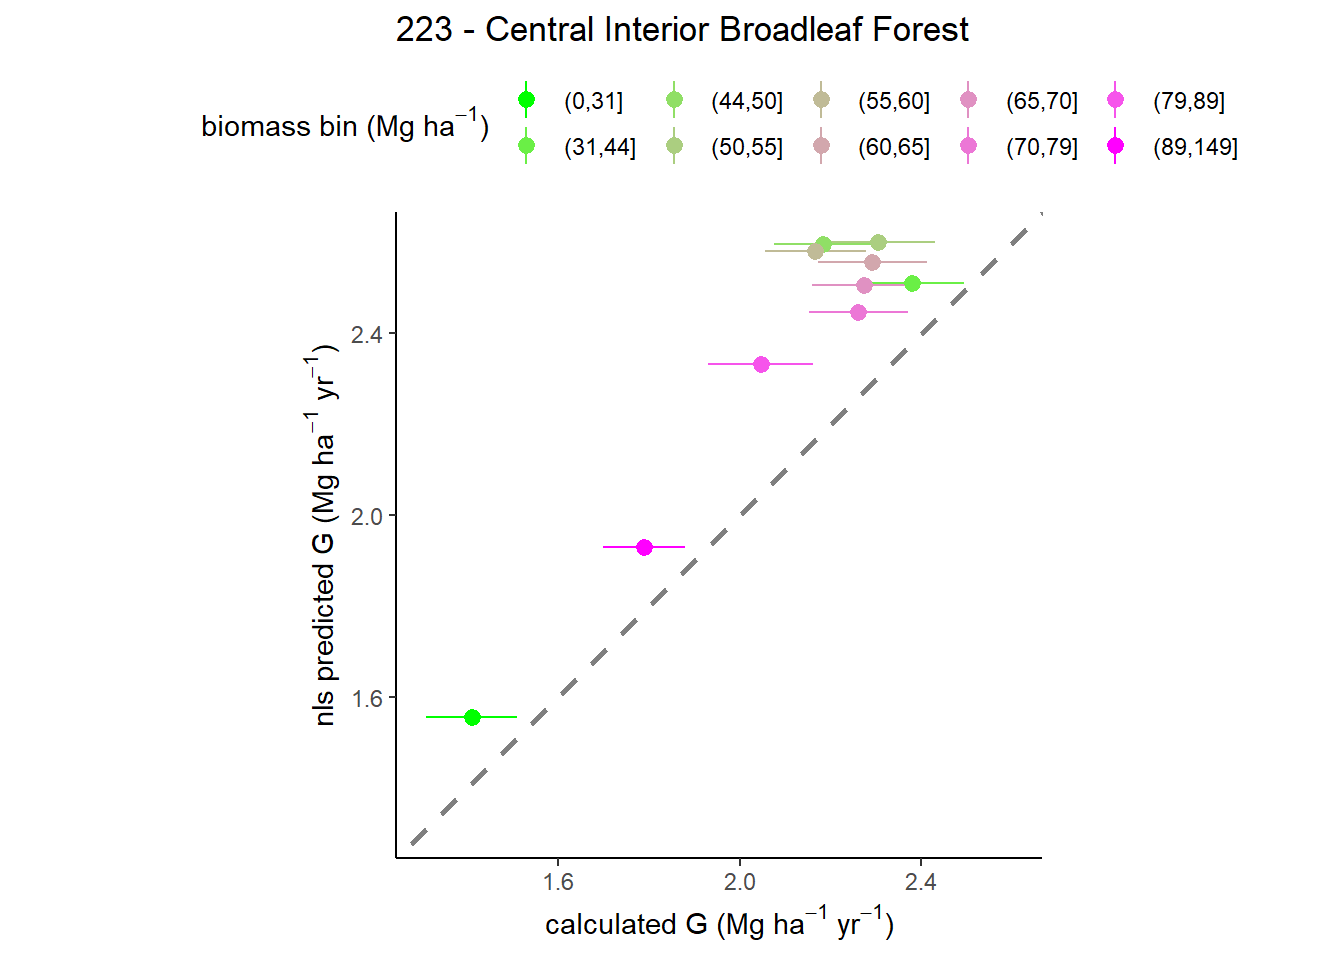 223 - Central Interior Broadleaf Forest
biomass bin (Mg ha⁻¹)
(0,31] (44,50] (55,60] (65,70] (79,89]
(31,44] (50,55] (60,65] (70,79] (89,149]
nls predicted G (Mg ha⁻¹ yr⁻¹)
2.4
2.0
1.6
1.6 2.0 2.4
calculated G (Mg ha⁻¹ yr⁻¹)